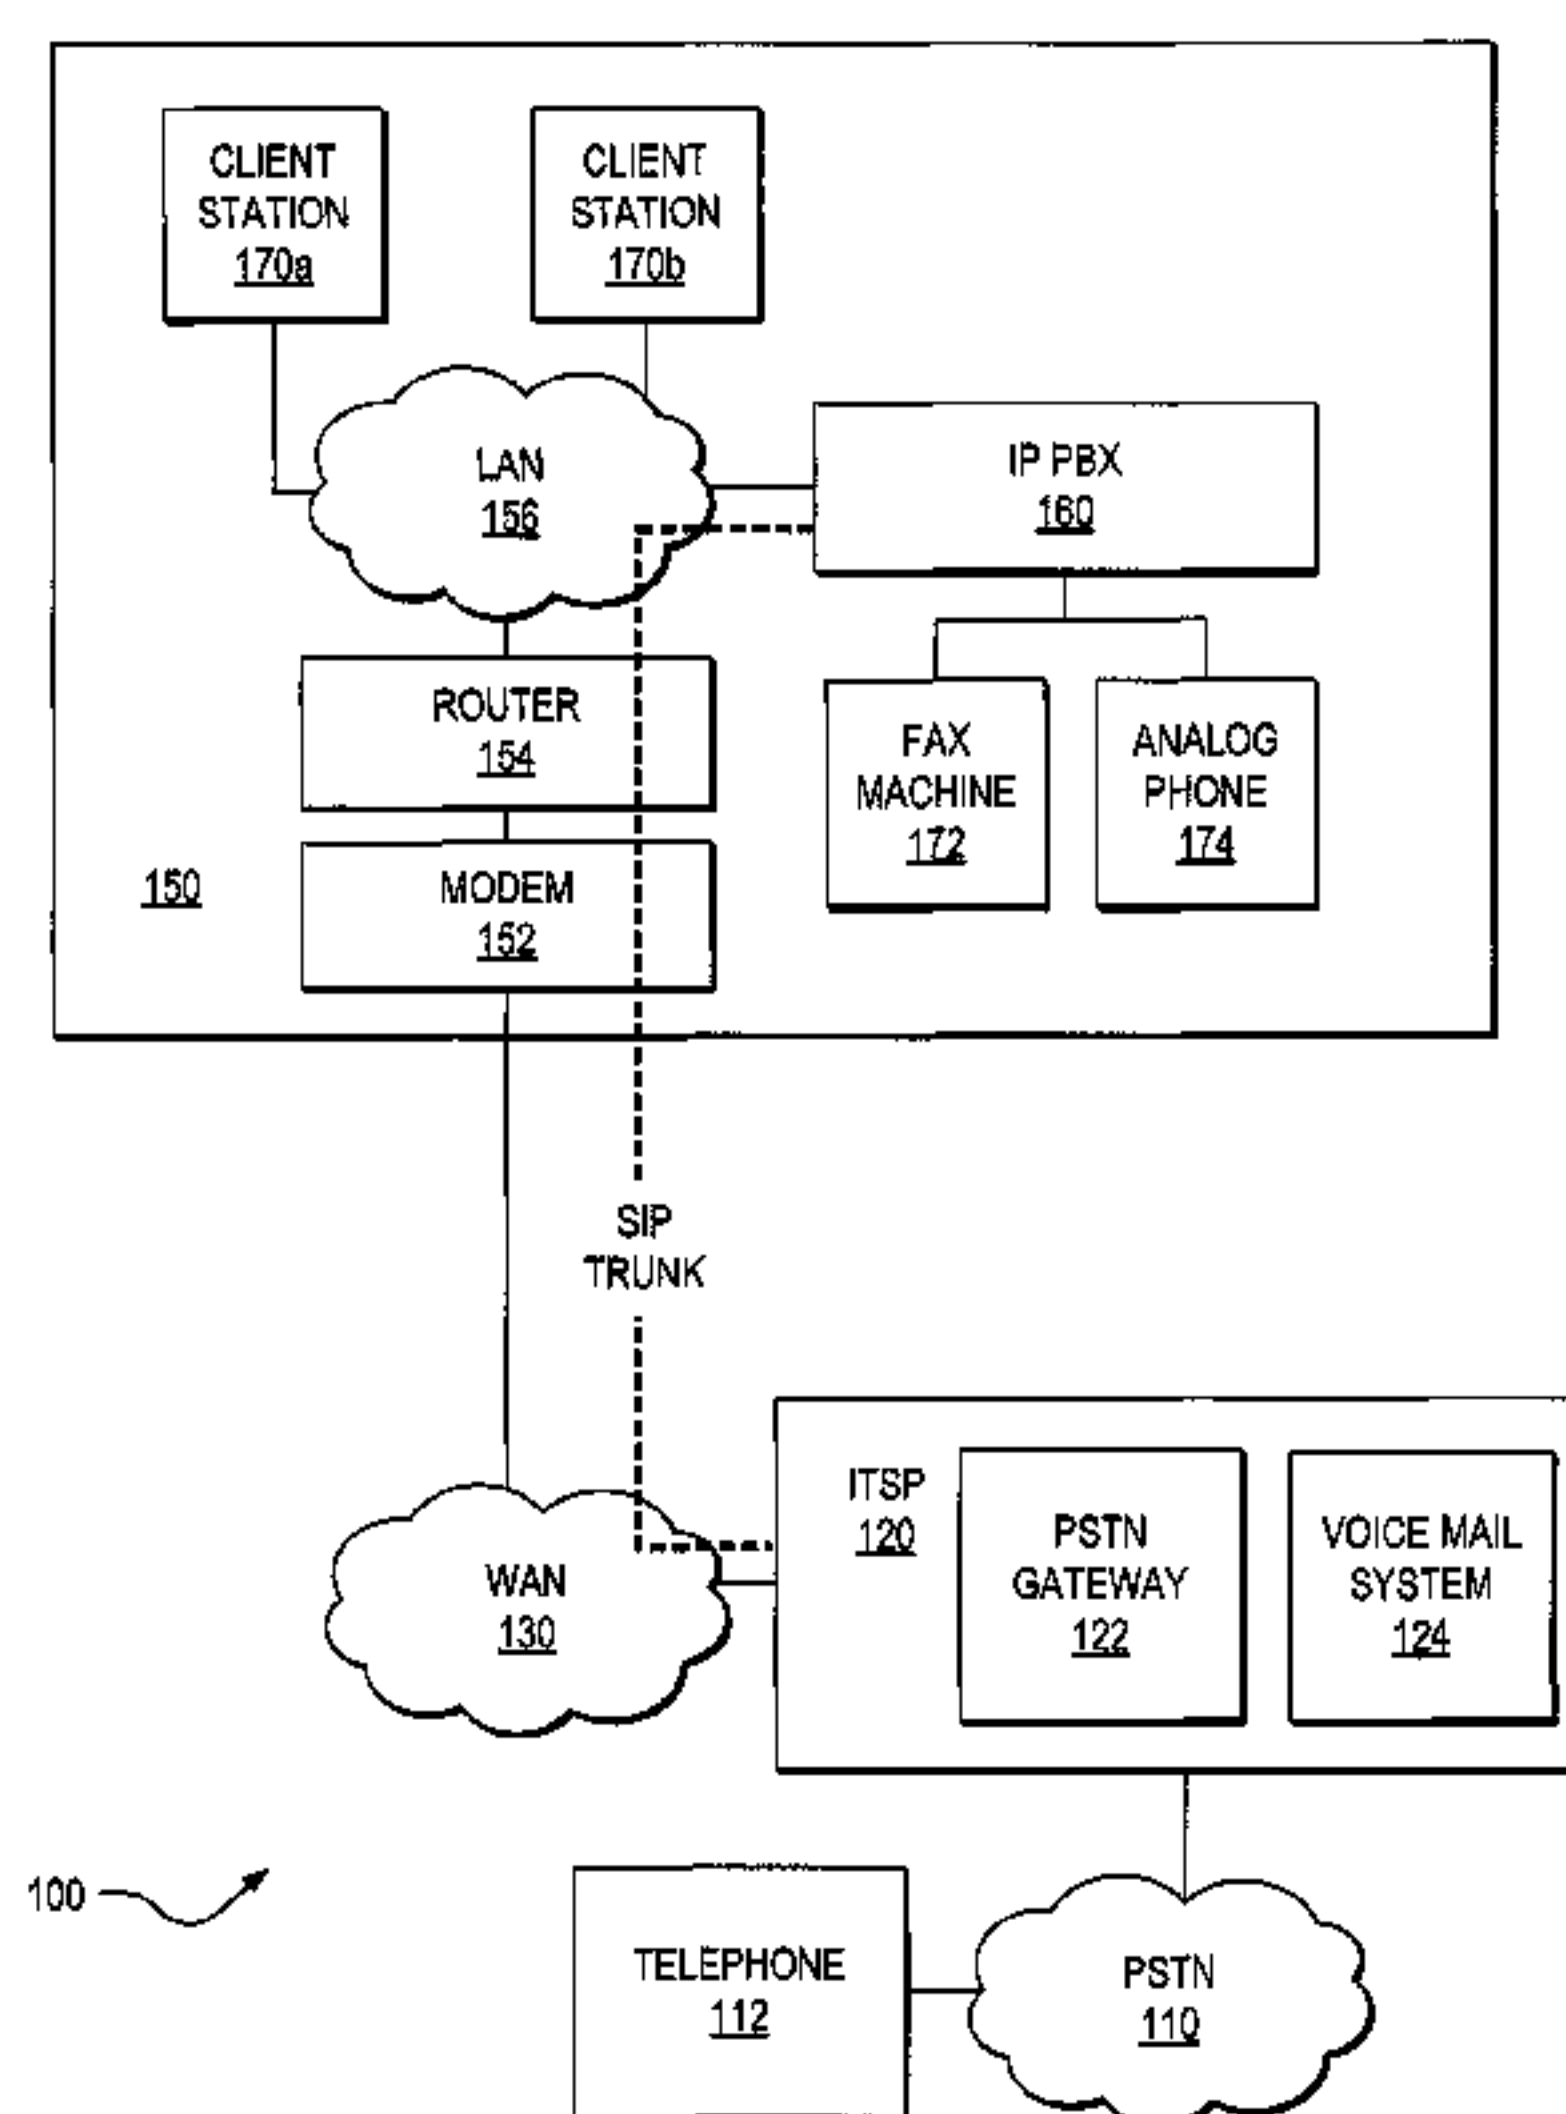 CLIENT
STATION
170a
CLIENT
STATION
170b
LAN
156
IP PBX
160
ROUTER
154
FAX
MACHINE
172
ANALOG
PHONE
174
150
MODEM
152
SIP
TRUNK
ITSP
120
PSTN
GATEWAY
122
VOICE MAIL
SYSTEM
124
WAN
130
100
TELEPHONE
112
PSTN
110